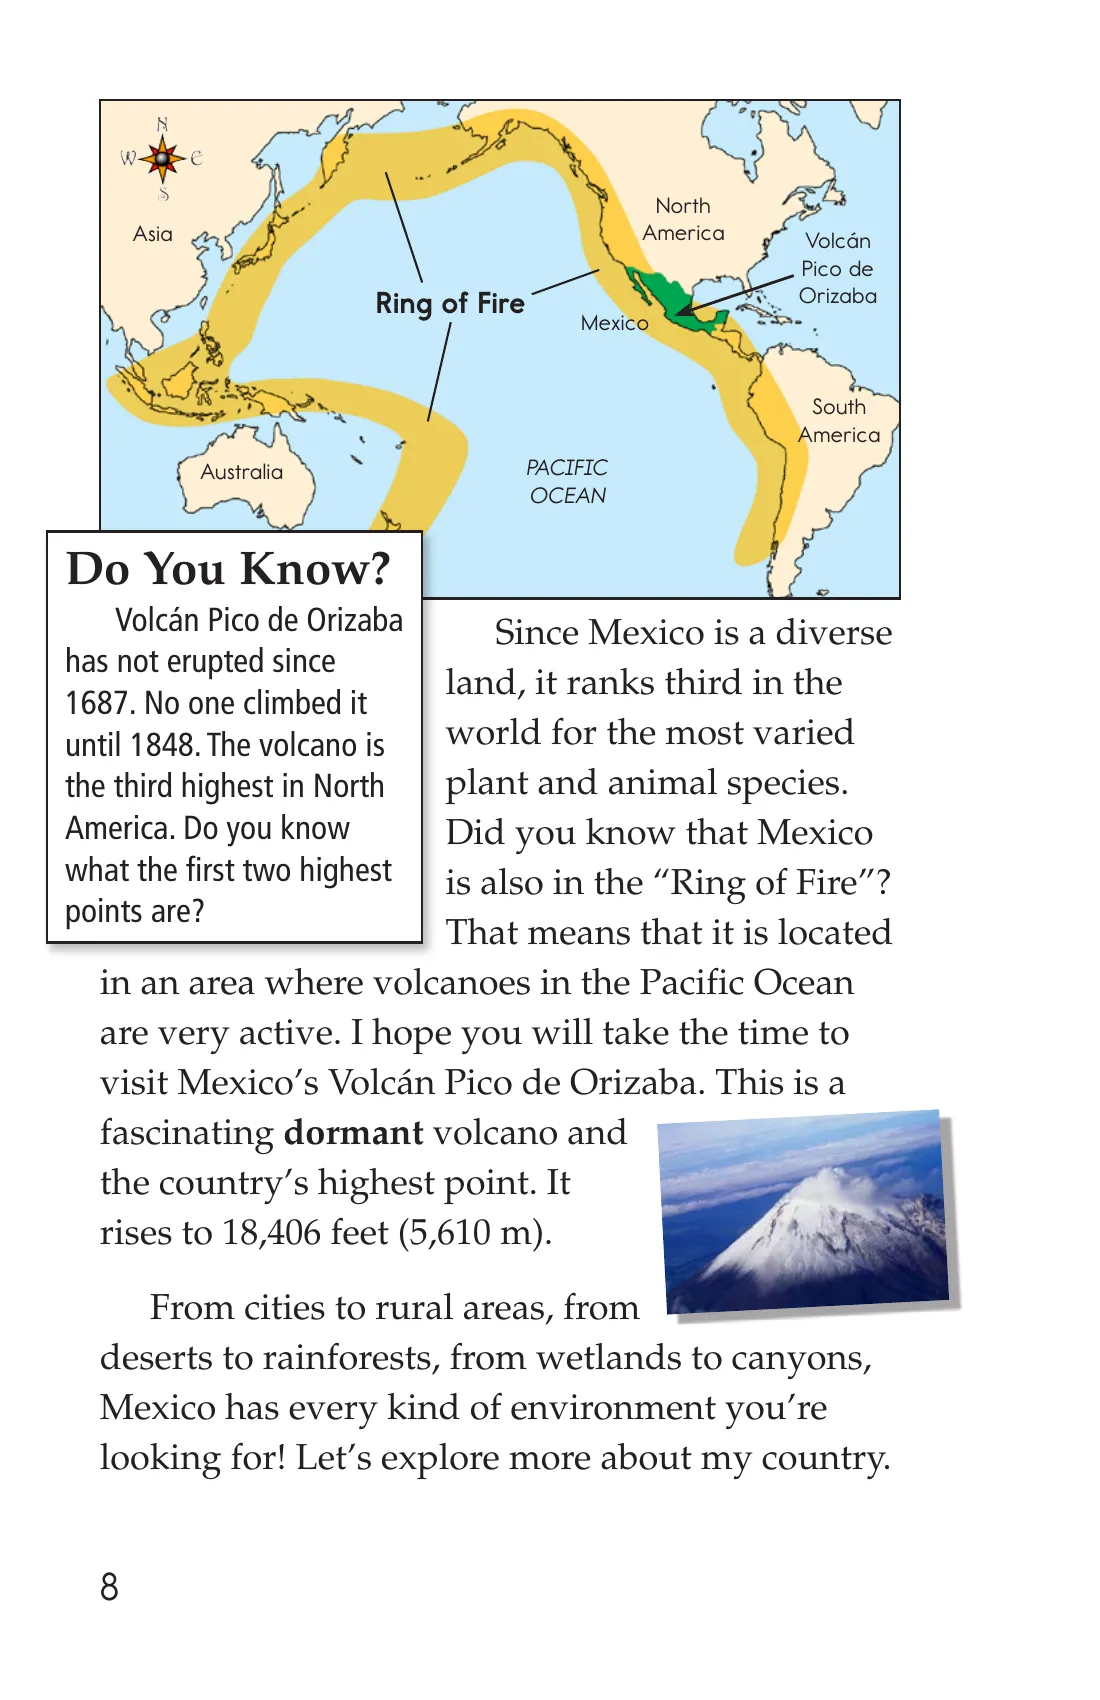 N
W E
S
Asia
North
America
Volcán
Pico de
Orizaba
Ring of Fire
Mexico
South
America
Australia
PACIFIC
OCEAN
Do You Know?
Volcán Pico de Orizaba
has not erupted since
1687. No one climbed it
until 1848. The volcano is
the third highest in North
America. Do you know
what the first two highest
points are?
Since Mexico is a diverse
land, it ranks third in the
world for the most varied
plant and animal species.
Did you know that Mexico
is also in the “Ring of Fire”?
That means that it is located
in an area where volcanoes in the Pacific Ocean
are very active. I hope you will take the time to
visit Mexico’s Volcán Pico de Orizaba. This is a
fascinating dormant volcano and
the country’s highest point. It
rises to 18,406 feet (5,610 m).
From cities to rural areas, from
deserts to rainforests, from wetlands to canyons,
Mexico has every kind of environment you’re
looking for! Let’s explore more about my country.
8